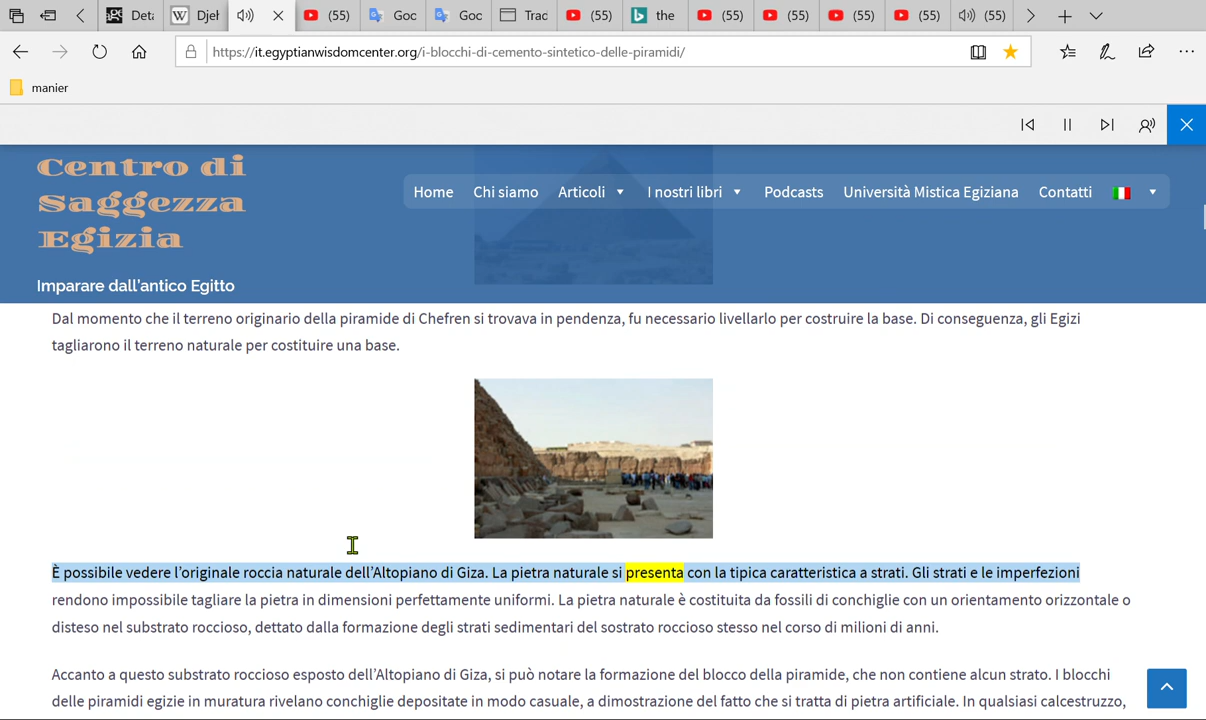 Deta
Djeh
(55)
Goc
Goc
Trac
(55)
the
(55)
(55)
(55)
(55)
(55)
https://it.egyptianwisdomcenter.org/i-blocchi-di-cemento-sintetico-delle-piramidi/
manier
Centro di
Saggezza
Egizia
Home
Chi siamo
Articoli
I nostri libri
Podcasts
Università Mistica Egiziana
Contatti
Imparare dall'antico Egitto
Dal momento che il terreno originario della piramide di Chefren si trovava in pendenza, fu necessario livellarlo per costruire la base. Di conseguenza, gli Egizi
tagliarono il terreno naturale per costituire una base.
È possibile vedere l’originale roccia naturale dell’Altopiano di Giza. La pietra naturale si presenta con la tipica caratteristica a strati. Gli strati e le imperfezioni
rendono impossibile tagliare la pietra in dimensioni perfettamente uniformi. La pietra naturale è costituita da fossili di conchiglie con un orientamento orizzontale o
disteso nel substrato roccioso, dettato dalla formazione degli strati sedimentari del sostrato roccioso stesso nel corso di milioni di anni.
Accanto a questo substrato roccioso esposto dell’Altopiano di Giza, si può notare la formazione del blocco della piramide, che non contiene alcun strato. I blocchi
delle piramidi egizie in muratura rivelano conchiglie depositate in modo casuale, a dimostrazione del fatto che si tratta di pietra artificiale. In qualsiasi calcestruzzo,